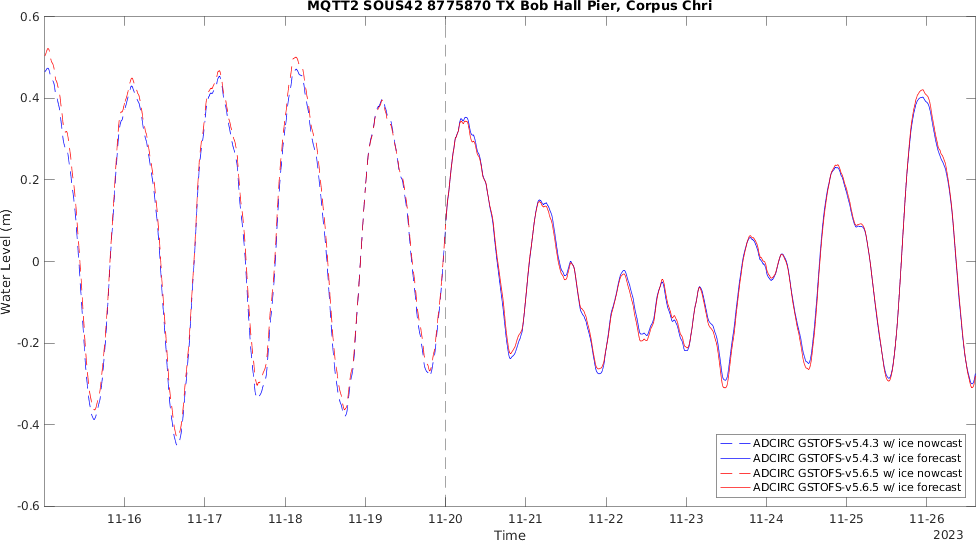 MQTT2 SOUS42 8775870 TX Bob Hall Pier, Corpus Chri
0.6
0.4
0.2
0
-0.2
-0.4
-0.6
Water Level (m)
11-16 11-17 11-18 11-19 11-20 11-21 11-22 11-23 11-24 11-25 11-26
2023
Time
ADCIRC GSTOFS-v5.4.3 w/ ice nowcast
ADCIRC GSTOFS-v5.4.3 w/ ice forecast
ADCIRC GSTOFS-v5.6.5 w/ ice nowcast
ADCIRC GSTOFS-v5.6.5 w/ ice forecast